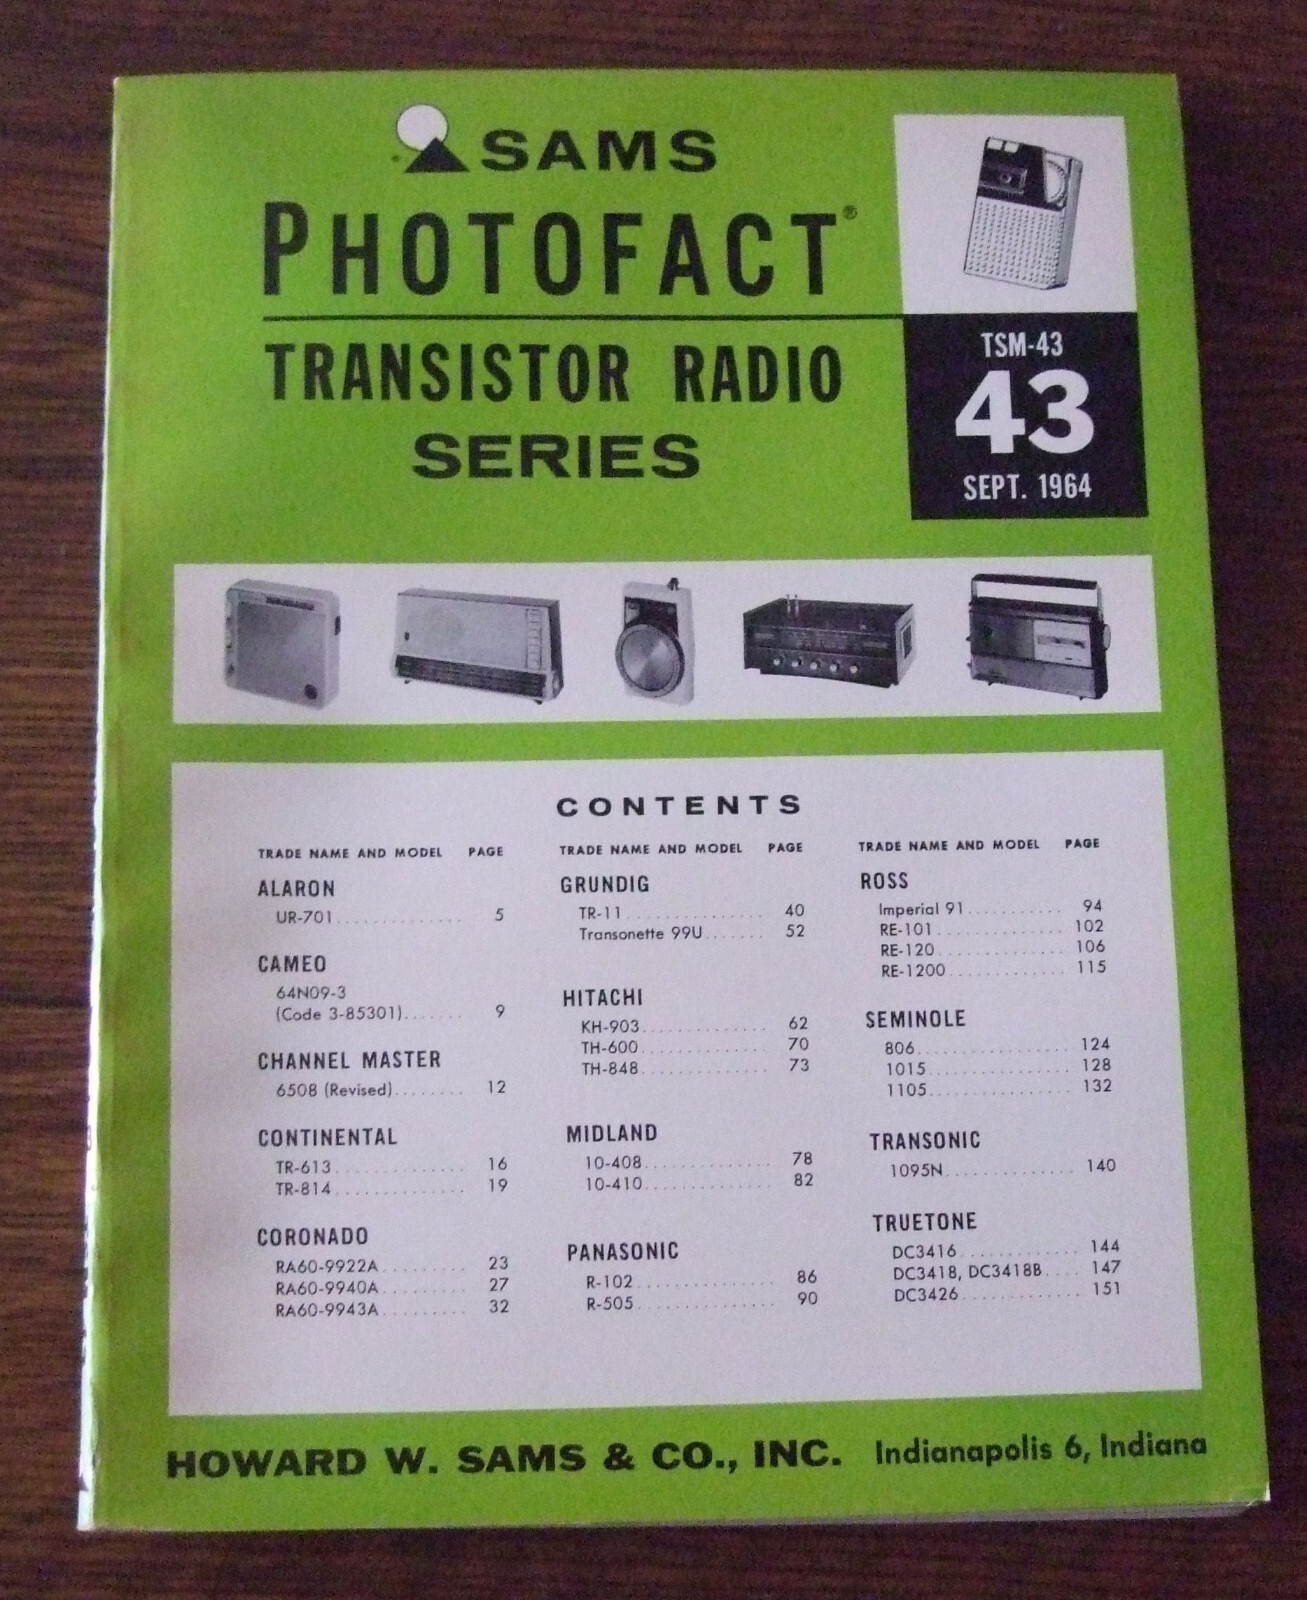 SAMS
PHOTOFACT®
TRANSISTOR RADIO
SERIES
TSM-43
43
SEPT. 1964
CONTENTS
TRADE NAME AND MODEL PAGE
ALARON
UR-701.............. 5
CAMEO
64N09-3
(Code 3-85301)....... 9
CHANNEL MASTER
6508 (Revised)........ 12
CONTINENTAL
TR-613.............. 16
TR-814.............. 19
CORONADO
RA60-9922A......... 23
RA60-9940A......... 27
RA60-9943A......... 32
TRADE NAME AND MODEL PAGE
GRUNDIG
TR-11............... 40
Transonette 99U....... 52
HITACHI
KH-903.............. 62
TH-600.............. 70
TH-848.............. 73
MIDLAND
10-408.............. 78
10-410.............. 82
PANASONIC
R-102............... 86
R-505............... 90
TRADE NAME AND MODEL PAGE
ROSS
Imperial 91........... 94
RE-101.............. 102
RE-120.............. 106
RE-1200............. 115
SEMINOLE
806................. 124
1015................ 128
1105................ 132
TRANSONIC
1095N.............. 140
TRUETONE
DC3416............. 144
DC3418, DC3418B.... 147
DC3426............. 151
HOWARD W. SAMS & CO., INC. Indianapolis 6, Indiana